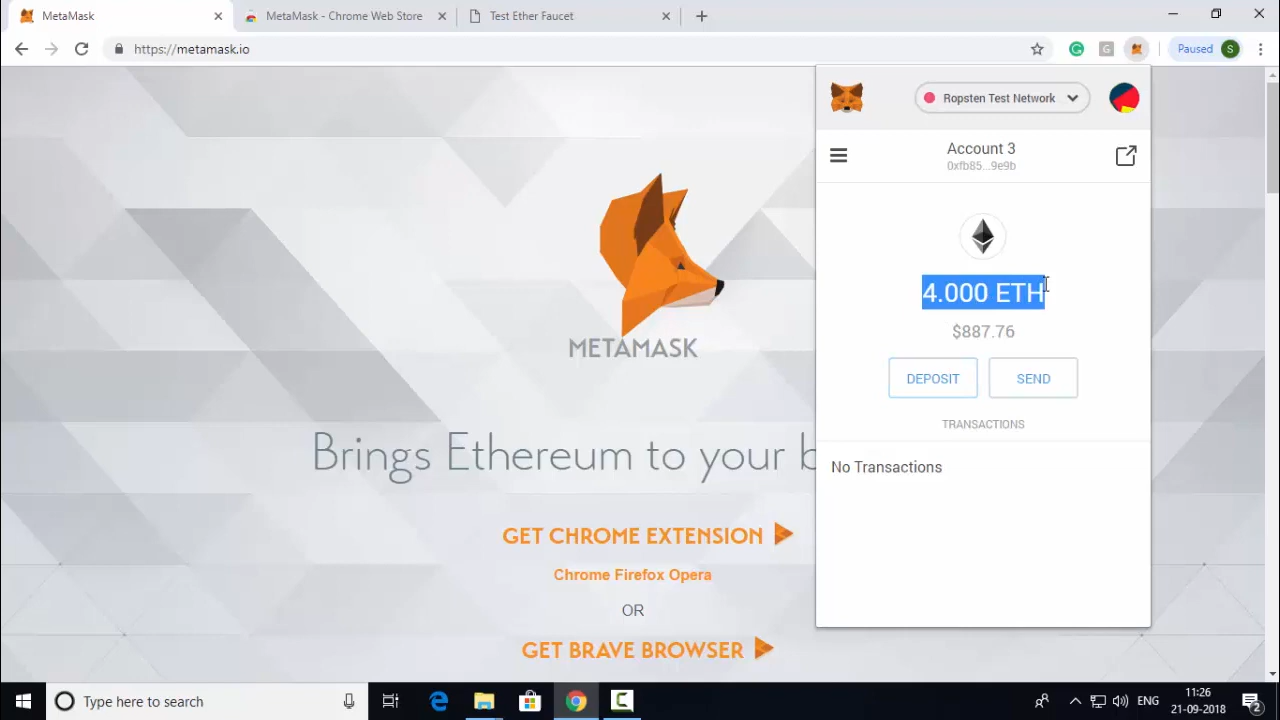 MetaMask
MetaMask - Chrome Web Store
Test Ether Faucet
https://metamask.io
G
Paused
S
Ropsten Test Network
Account 3
0xfb85...9e9b
4.000 ETH
$887.76
DEPOSIT
SEND
TRANSACTIONS
No Transactions
METAMASK
Brings Ethereum to your b
GET CHROME EXTENSION
Chrome Firefox Opera
OR
GET BRAVE BROWSER
Type here to search
ENG
11:26
21-09-2018
2